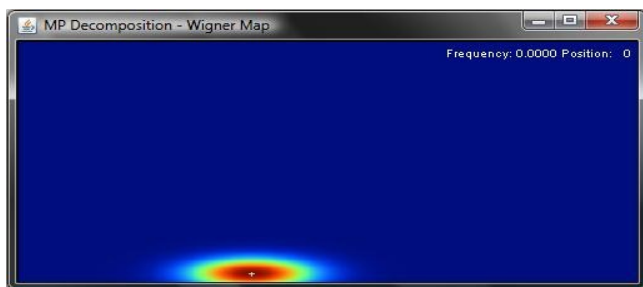 MP Decomposition - Wigner Map
Frequency: 0.0000 Position: 0